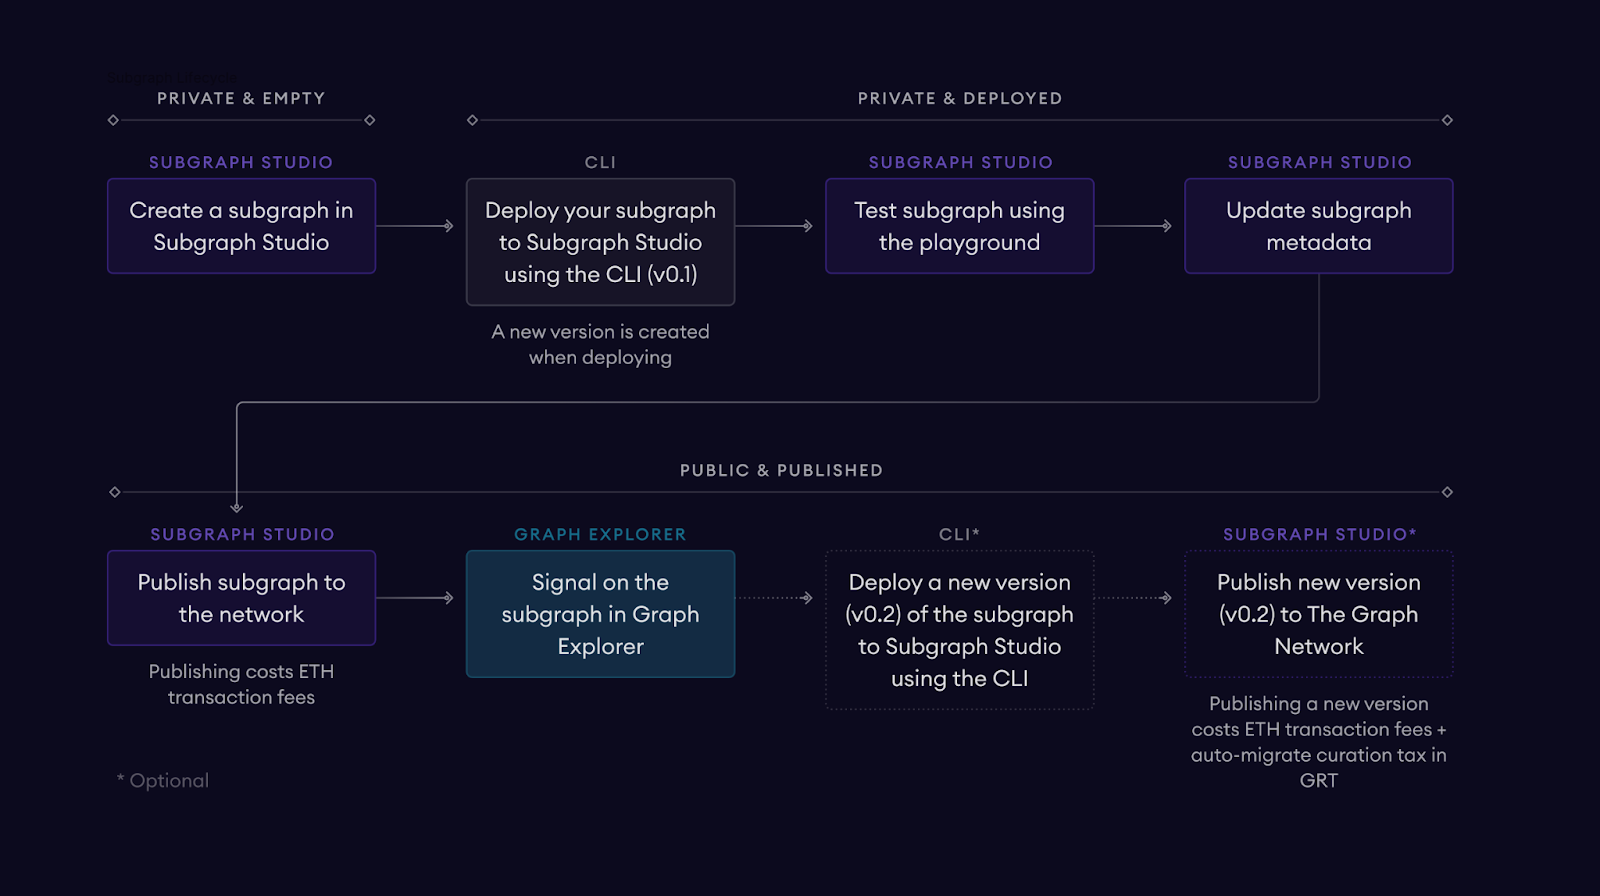 PRIVATE & EMPTY
PRIVATE & DEPLOYED
SUBGRAPH STUDIO
Create a subgraph in
Subgraph Studio
CLI
Deploy your subgraph
to Subgraph Studio
using the CLI (v0.1)
A new version is created
when deploying
SUBGRAPH STUDIO
Test subgraph using
the playground
SUBGRAPH STUDIO
Update subgraph
metadata
PUBLIC & PUBLISHED
SUBGRAPH STUDIO
Publish subgraph to
the network
Publishing costs ETH
transaction fees
GRAPH EXPLORER
Signal on the
subgraph in Graph
Explorer
CLI*
Deploy a new version
(v0.2) of the subgraph
to Subgraph Studio
using the CLI
SUBGRAPH STUDIO*
Publish new version
(v0.2) to The Graph
Network
Publishing a new version
costs ETH transaction fees +
auto-migrate curation tax in
GRT
* Optional